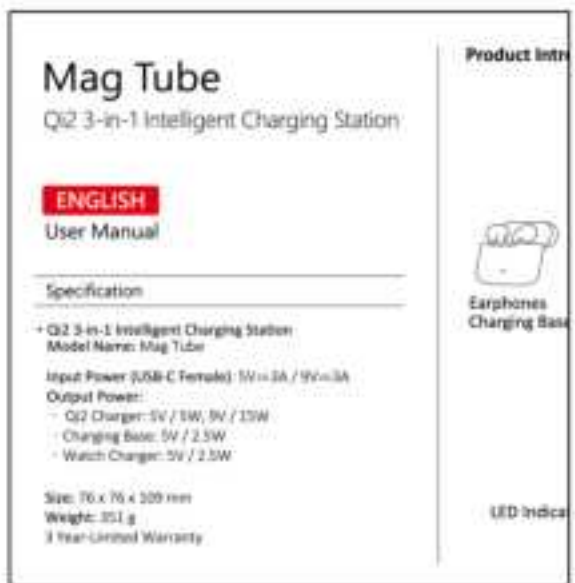 Mag Tube
Qi2 3-in-1 Intelligent Charging Station
ENGLISH
User Manual
Specification
• Qi2 3-in-1 Intelligent Charging Station
Model Name: Mag Tube
Input Power (USB-C Female): 5V⎓3A / 9V⎓3A
Output Power:
· Qi2 Charger: 5V / 5W, 9V / 15W
· Charging Base: 5V / 2.5W
· Watch Charger: 5V / 2.5W
Size: 76 x 76 x 109 mm
Weight: 351 g
3 Year-Limited Warranty
Product Intr
Earphones
Charging Base
LED Indica